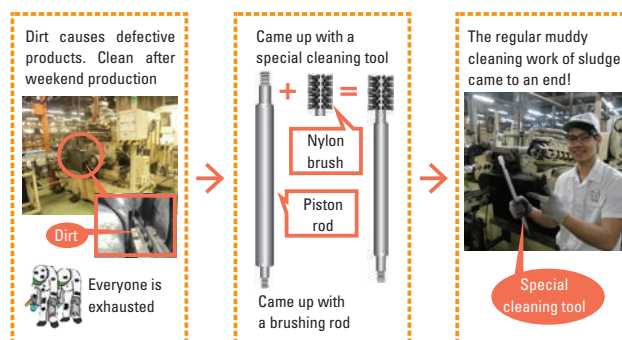 Dirt causes defective
products. Clean after
weekend production
Dirt
Everyone is
exhausted
Came up with a
special cleaning tool
+
=
Nylon
brush
Piston
rod
Came up with
a brushing rod
The regular muddy
cleaning work of sludge
came to an end!
Special
cleaning tool